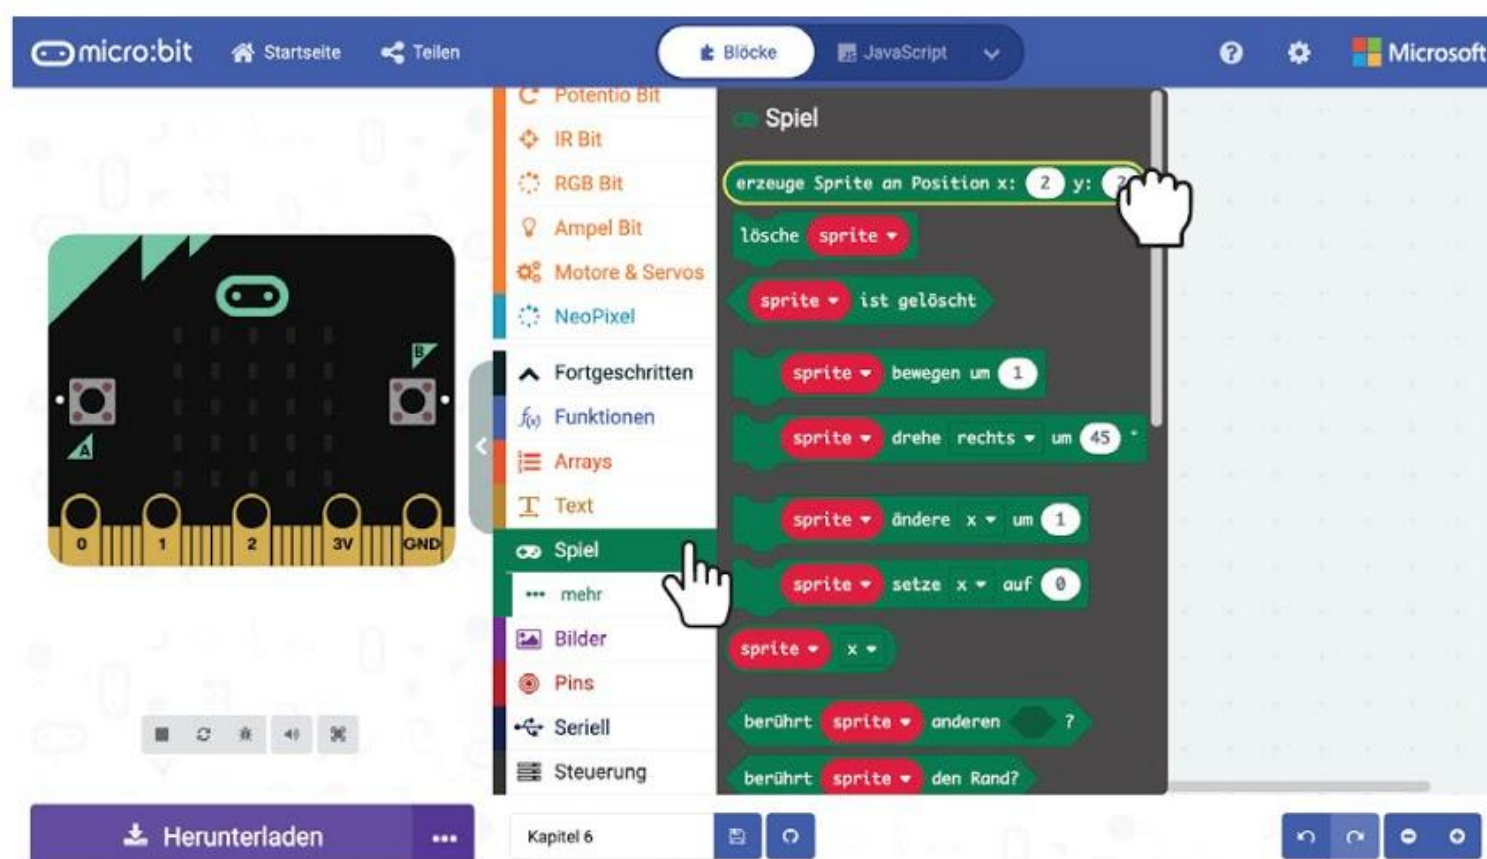 micro:bit Startseite Teilen Blöcke JavaScript Microsoft
Potentio Bit
IR Bit
RGB Bit
Ampel Bit
Motore & Servos
NeoPixel
Fortgeschritten
f(x) Funktionen
Arrays
Text
Spiel
mehr
Bilder
Pins
Seriell
Steuerung
Spiel
erzeuge Sprite an Position x: 2 y:
lösche sprite
sprite ist gelöscht
sprite bewegen um 1
sprite drehe rechts um 45 °
sprite ändere x um 1
sprite setze x auf 0
sprite x
berührt sprite anderen ?
berührt sprite den Rand?
B
A
0 1 2 3V GND
Herunterladen
Kapitel 6